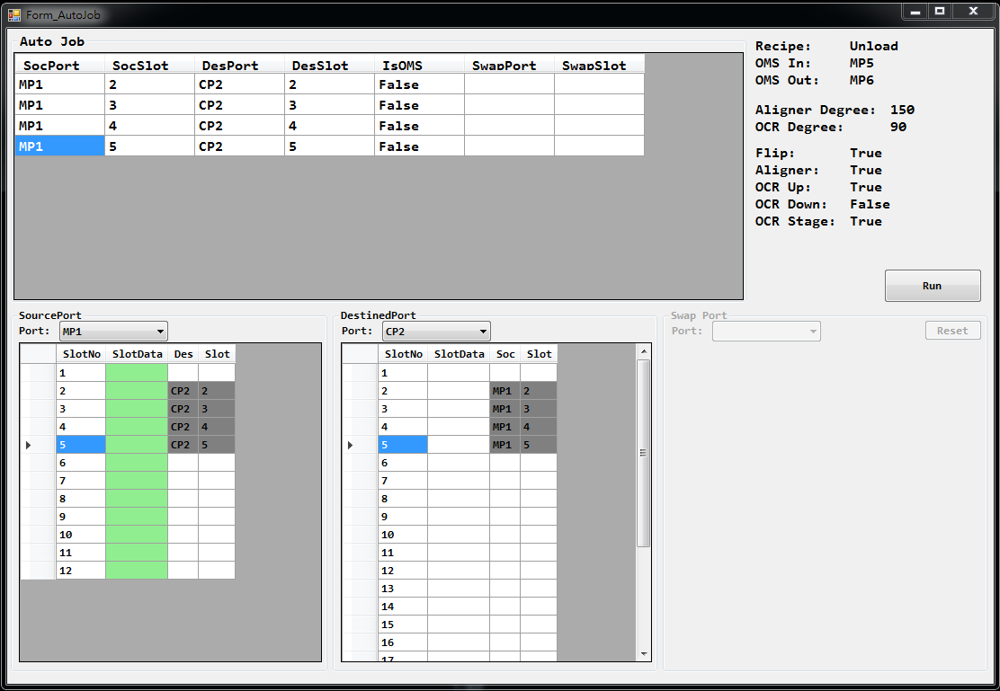 Form_AutoJob
Auto Job
SocPort SocSlot DesPort DesSlot IsOMS SwapPort SwapSlot
MP1 2 CP2 2 False
MP1 3 CP2 3 False
MP1 4 CP2 4 False
MP1 5 CP2 5 False
Recipe: Unload
OMS In: MP5
OMS Out: MP6
Aligner Degree: 150
OCR Degree: 90
Flip: True
Aligner: True
OCR Up: True
OCR Down: False
OCR Stage: True
Run
SourcePort
Port: MP1
SlotNo SlotData Des Slot
1
2 CP2 2
3 CP2 3
4 CP2 4
5 CP2 5
6
7
8
9
10
11
12
DestinedPort
Port: CP2
SlotNo SlotData Soc Slot
1
2 MP1 2
3 MP1 3
4 MP1 4
5 MP1 5
6
7
8
9
10
11
12
13
14
15
16
17
Swap Port
Port:
Reset